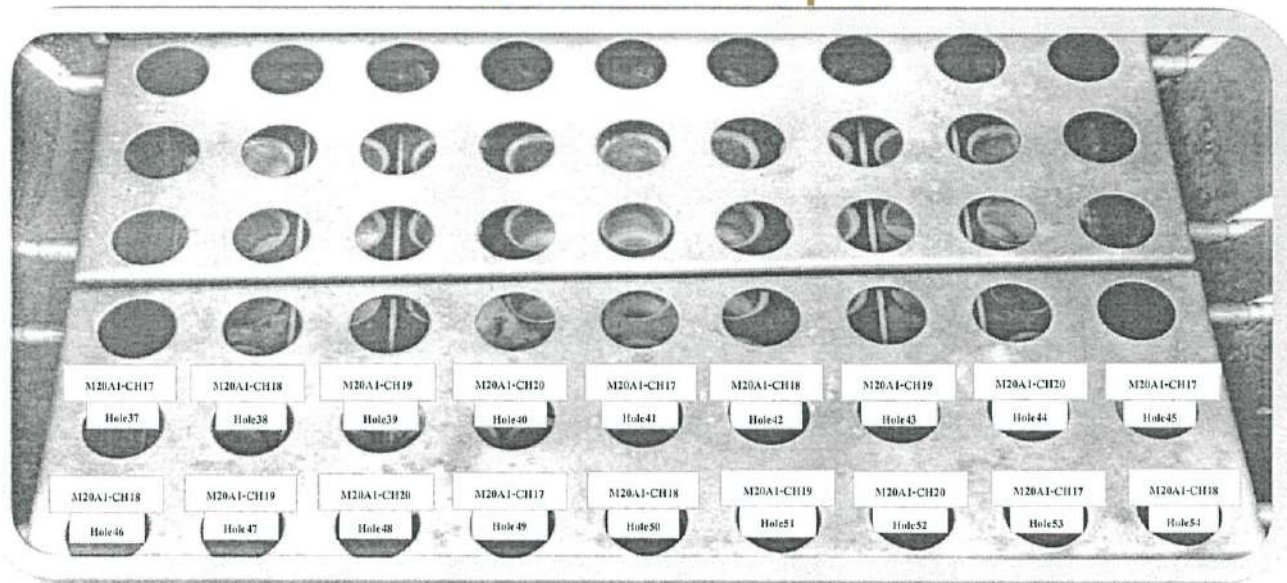 M20A1-CH17 M20A1-CH18 M20A1-CH19 M20A1-CH20 M20A1-CH17 M20A1-CH18 M20A1-CH19 M20A1-CH20 M20A1-CH17
Hole37 Hole38 Hole39 Hole40 Hole41 Hole42 Hole43 Hole44 Hole45
M20A1-CH18 M20A1-CH19 M20A1-CH20 M20A1-CH17 M20A1-CH18 M20A1-CH19 M20A1-CH20 M20A1-CH17 M20A1-CH18
Hole46 Hole47 Hole48 Hole49 Hole50 Hole51 Hole52 Hole53 Hole54